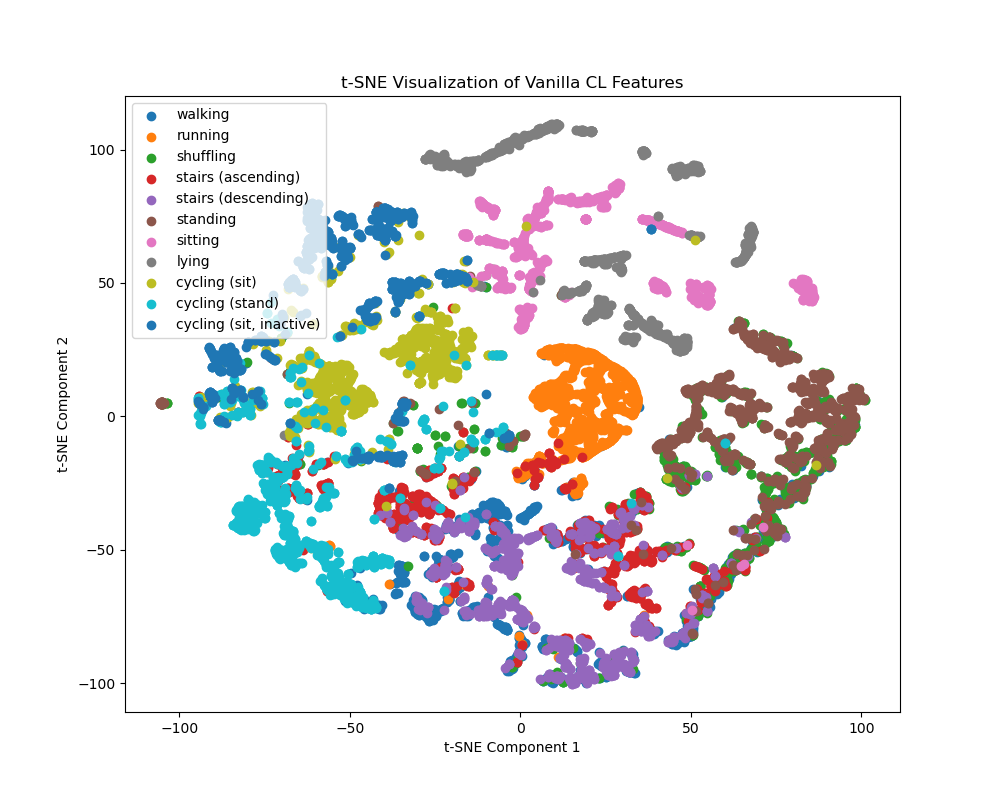 t-SNE Visualization of Vanilla CL Features
walking
running
shuffling
stairs (ascending)
stairs (descending)
standing
sitting
lying
cycling (sit)
cycling (stand)
cycling (sit, inactive)
100
50
0
−50
−100
t-SNE Component 2
−100
−50
0
50
100
t-SNE Component 1